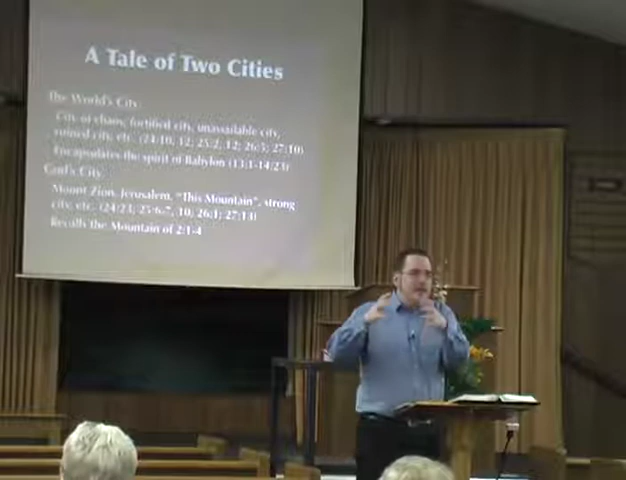 A Tale of Two Cities
The World's City
City of chaos, fortified city, unassailable city,
ruined city, etc. (24:10, 12; 25:2, 12; 26:5; 27:10)
Encapsulates the spirit of Babylon (13:1-14:23)
God's City
Mount Zion, Jerusalem, "This Mountain", strong
city, etc. (24:23; 25:6-7, 10; 26:1; 27:13)
Recalls the Mountain of 2:1-4